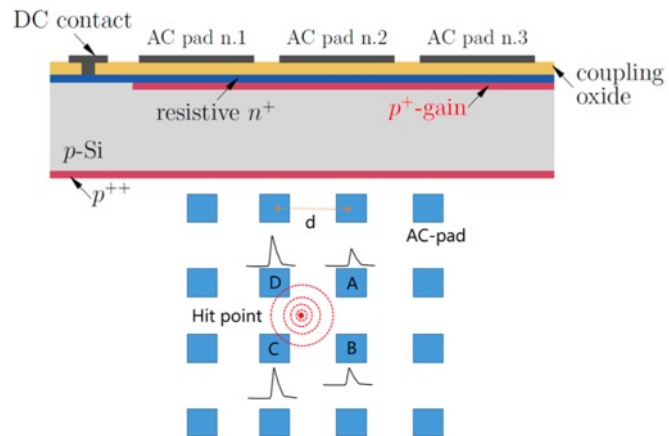 DC contact
AC pad n.1
AC pad n.2
AC pad n.3
coupling
oxide
resistive n⁺
p⁺-gain
p-Si
p⁺⁺
d
AC-pad
D
A
Hit point
C
B